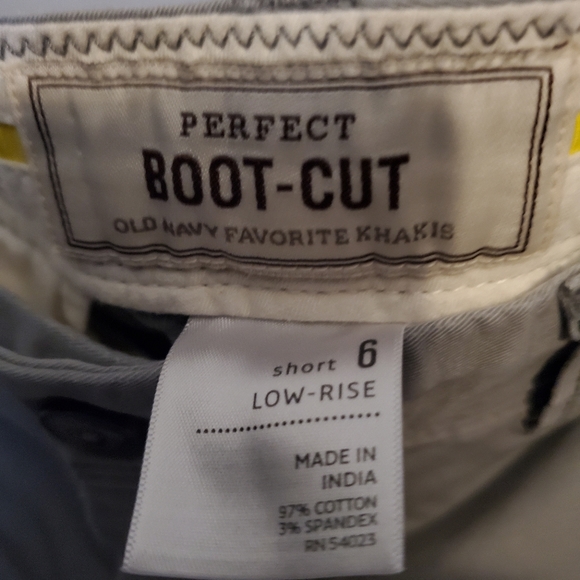 PERFECT
BOOT-CUT
OLD NAVY FAVORITE KHAKIS
short 6
LOW-RISE
MADE IN
INDIA
97% COTTON
3% SPANDEX
RN 54023